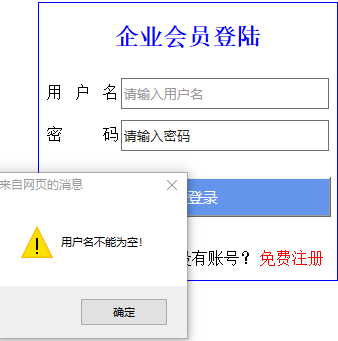 企业会员登陆
用 户 名 请输入用户名
密 码 请输入密码
登录
没有账号？ 免费注册
来自网页的消息
用户名不能为空！
确定